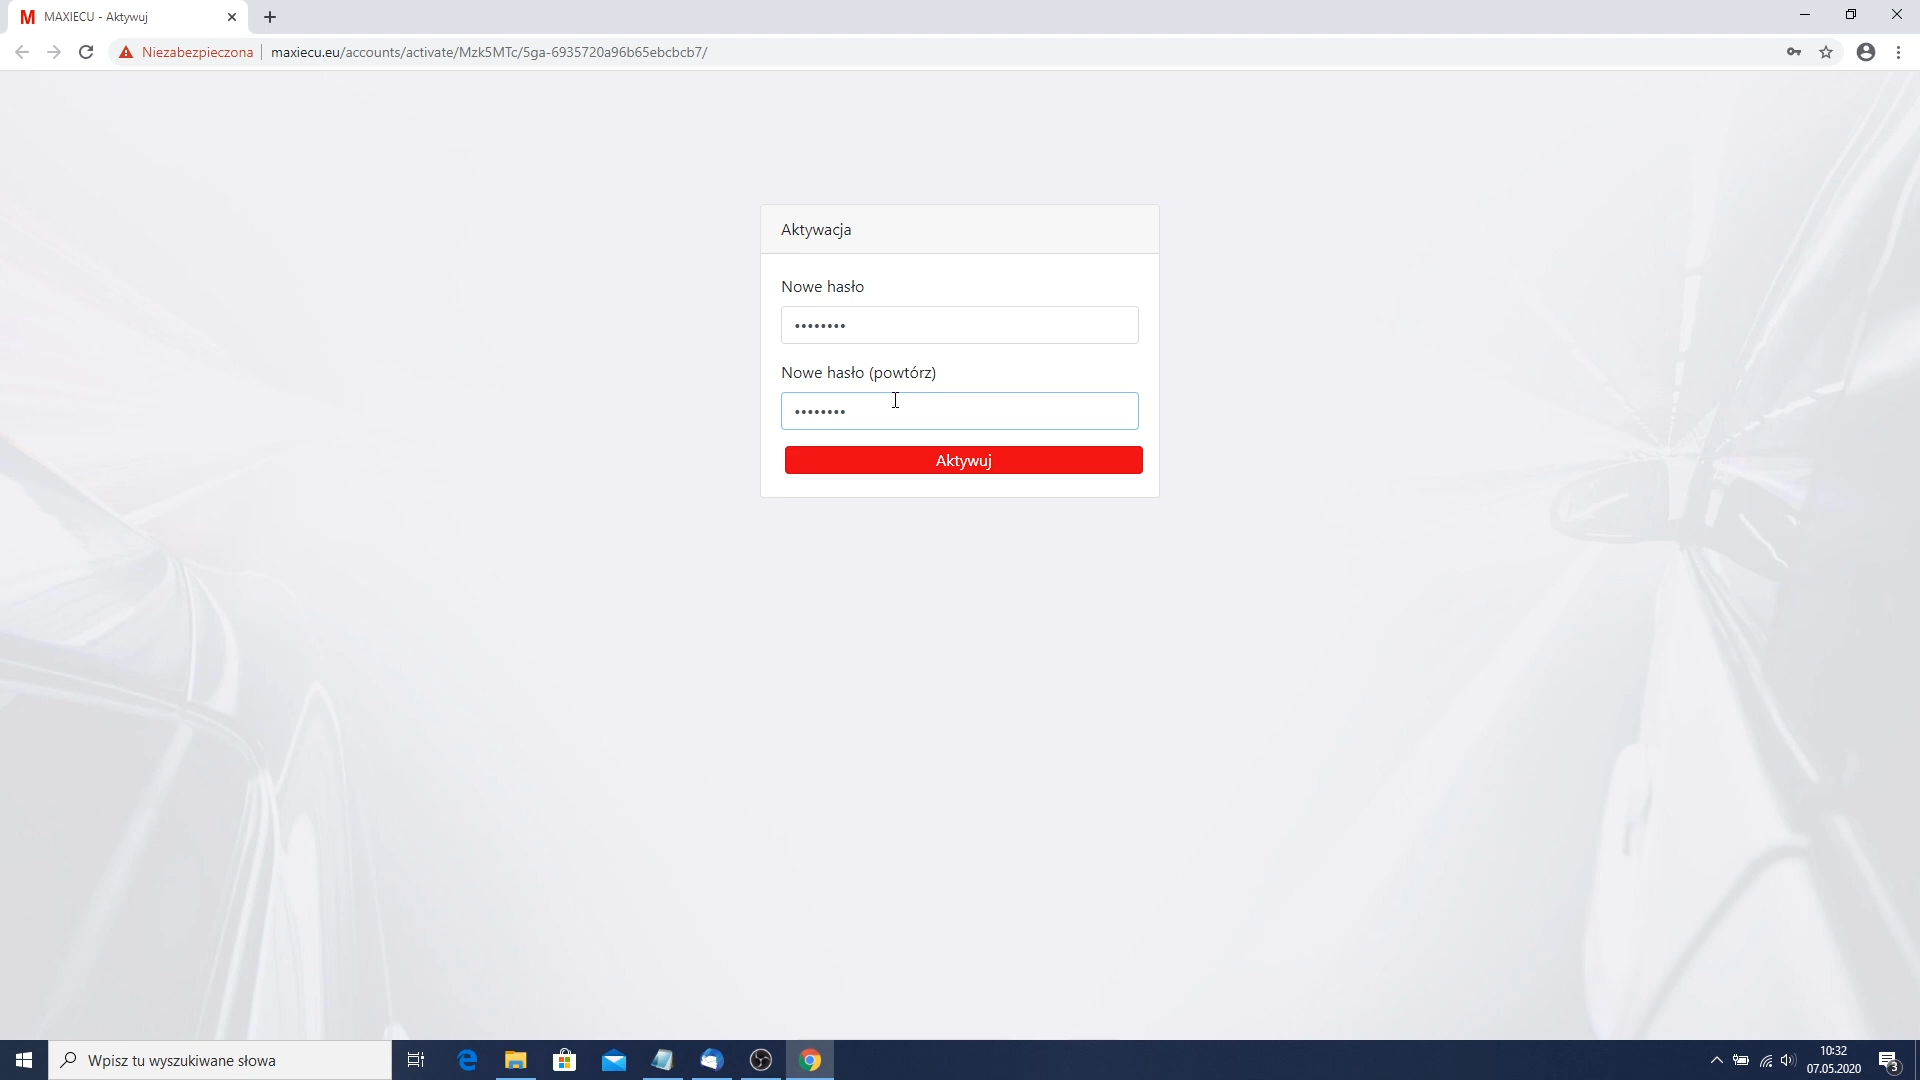 M MAXIECU - Aktywuj
Niezabezpieczona maxiecu.eu/accounts/activate/Mzk5MTc/5ga-6935720a96b65ebcbcb7/
Aktywacja
Nowe hasło
••••••••
Nowe hasło (powtórz)
••••••••
Aktywuj
Wpisz tu wyszukiwane słowa
10:32
07.05.2020
3